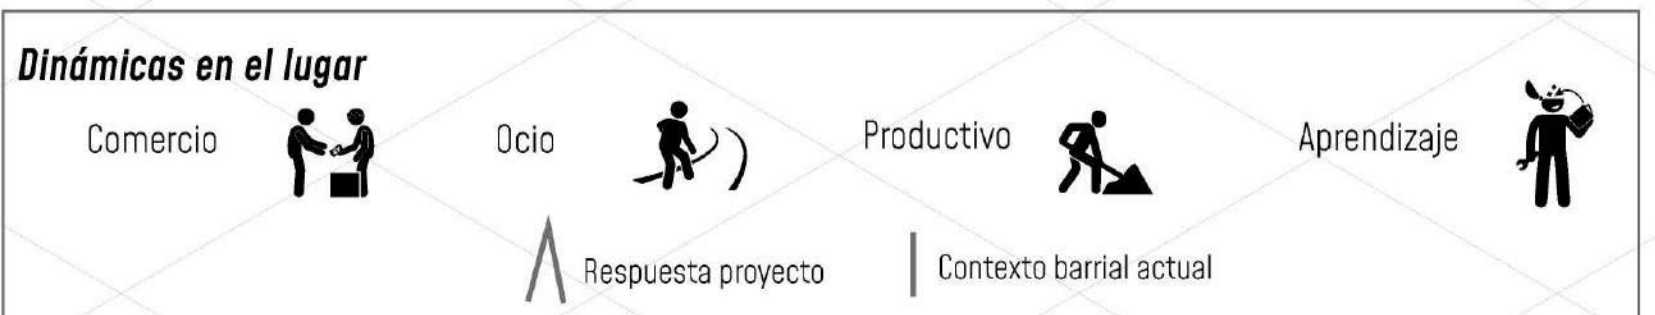 Dinámicas en el lugar
Comercio
Ocio
Productivo
Aprendizaje
Respuesta proyecto
Contexto barrial actual